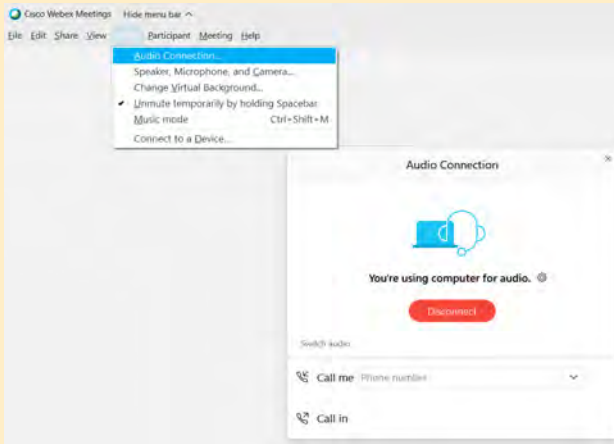 Cisco Webex Meetings Hide menu bar
File Edit Share View Participant Meeting Help
Audio Connection...
Speaker, Microphone, and Camera...
Change Virtual Background...
Unmute temporarily by holding Spacebar
Music mode Ctrl+Shift+M
Connect to a Device...
Audio Connection
You're using computer for audio.
Disconnect
Switch audio
Call me Phone number
Call in